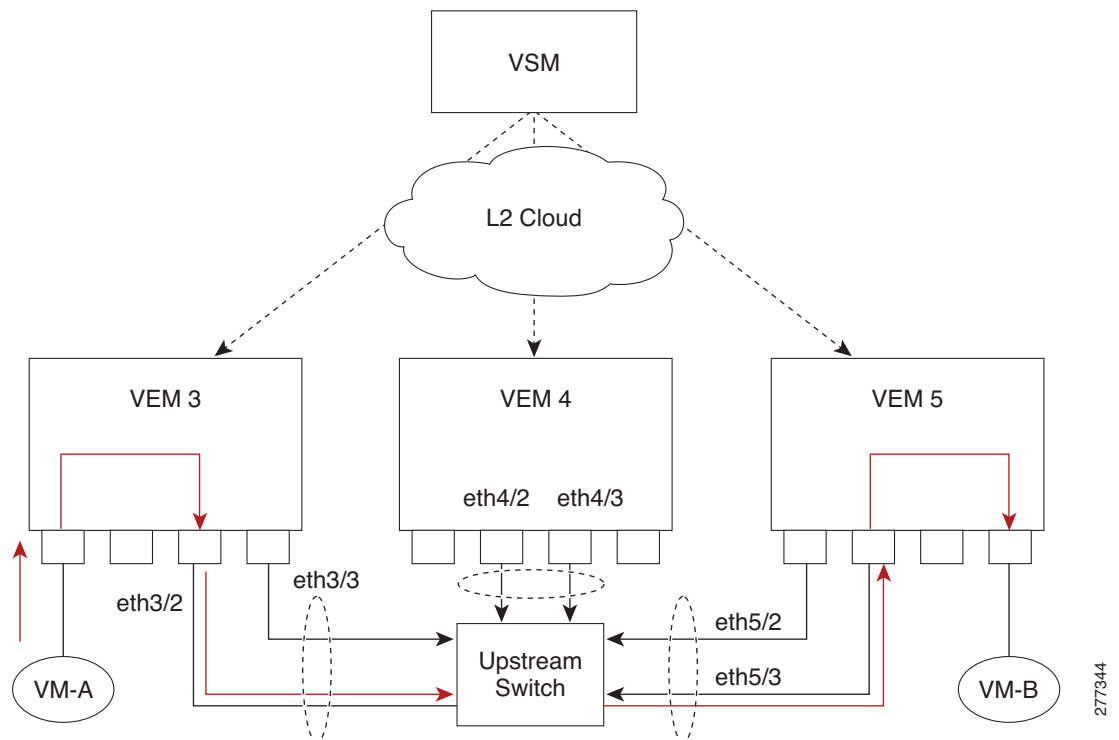 VSM
L2 Cloud
VEM 3
VEM 4
VEM 5
eth4/2
eth4/3
eth3/3
eth3/2
eth5/2
eth5/3
Upstream
Switch
VM-A
VM-B
277344